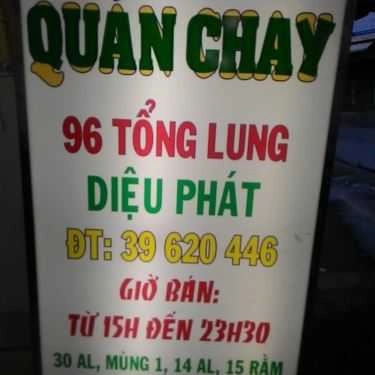 QUÁN CHAY
96 TỔNG LUNG
DIỆU PHÁT
ĐT: 39 620 446
GIỜ BÁN:
TỪ 15H ĐẾN 23H30
30 AL, MÙNG 1, 14 AL, 15 RẰM